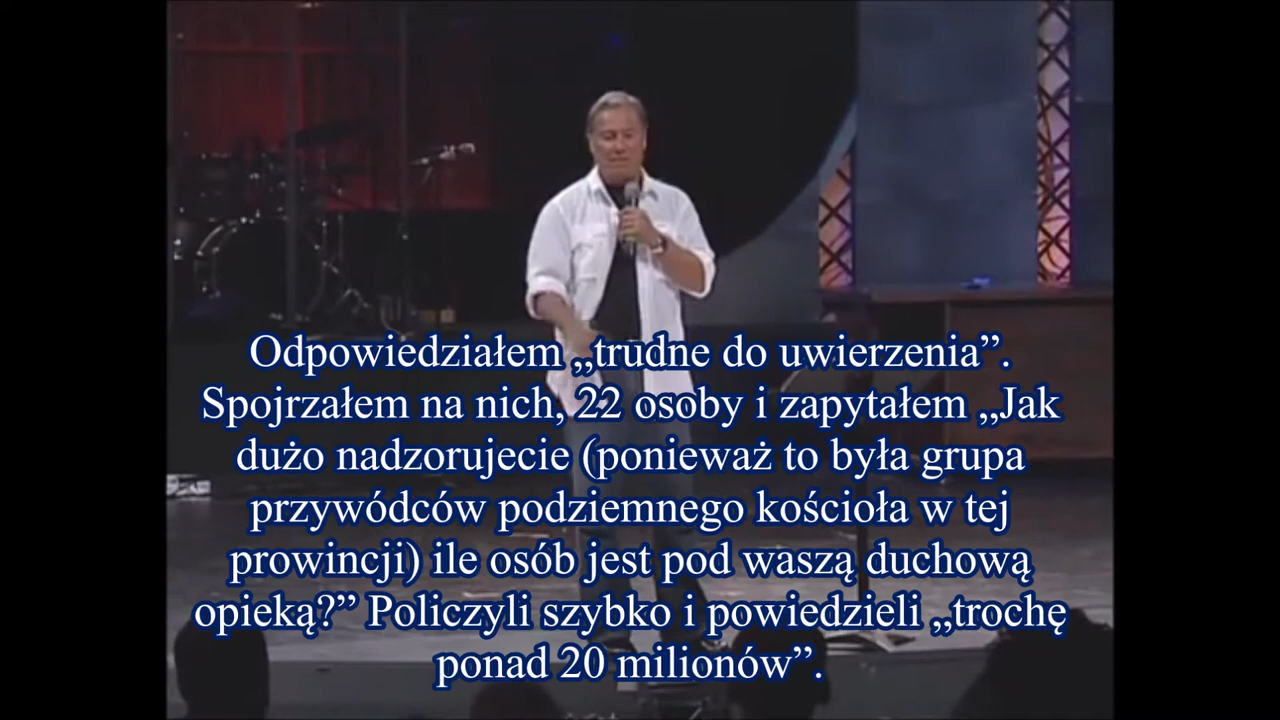 Odpowiedziałem „trudne do uwierzenia”.
Spojrzałem na nich, 22 osoby i zapytałem „Jak
dużo nadzorujecie (ponieważ to była grupa
przywódców podziemnego kościoła w tej
prowincji) ile osób jest pod waszą duchową
opieką?” Policzyli szybko i powiedzieli „trochę
ponad 20 milionów”.